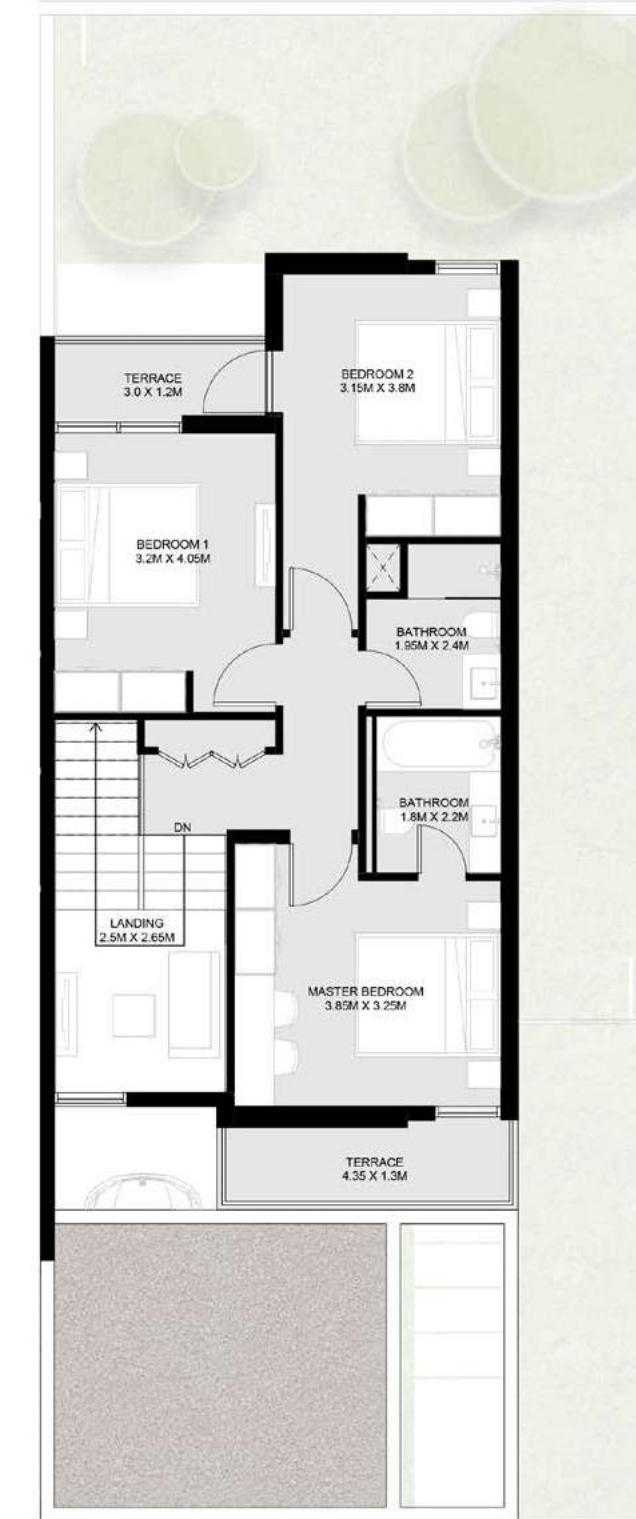 TERRACE
3.0 X 1.2M
BEDROOM 2
3.15M X 3.8M
BEDROOM 1
3.2M X 4.05M
X
BATHROOM
1.95M X 2.4M
BATHROOM
1.8M X 2.2M
DN
LANDING
2.5M X 2.65M
MASTER BEDROOM
3.85M X 3.25M
TERRACE
4.35 X 1.3M